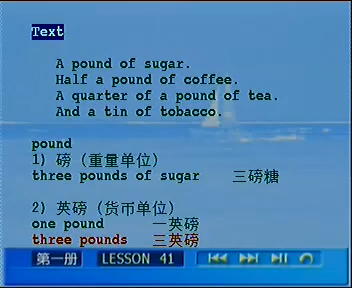 Text
A pound of sugar.
Half a pound of coffee.
A quarter of a pound of tea.
And a tin of tobacco.
pound
1) 磅 (重量单位)
three pounds of sugar 三磅糖
2) 英磅 (货币单位)
one pound 一英磅
three pounds 三英磅
第一册 LESSON 41